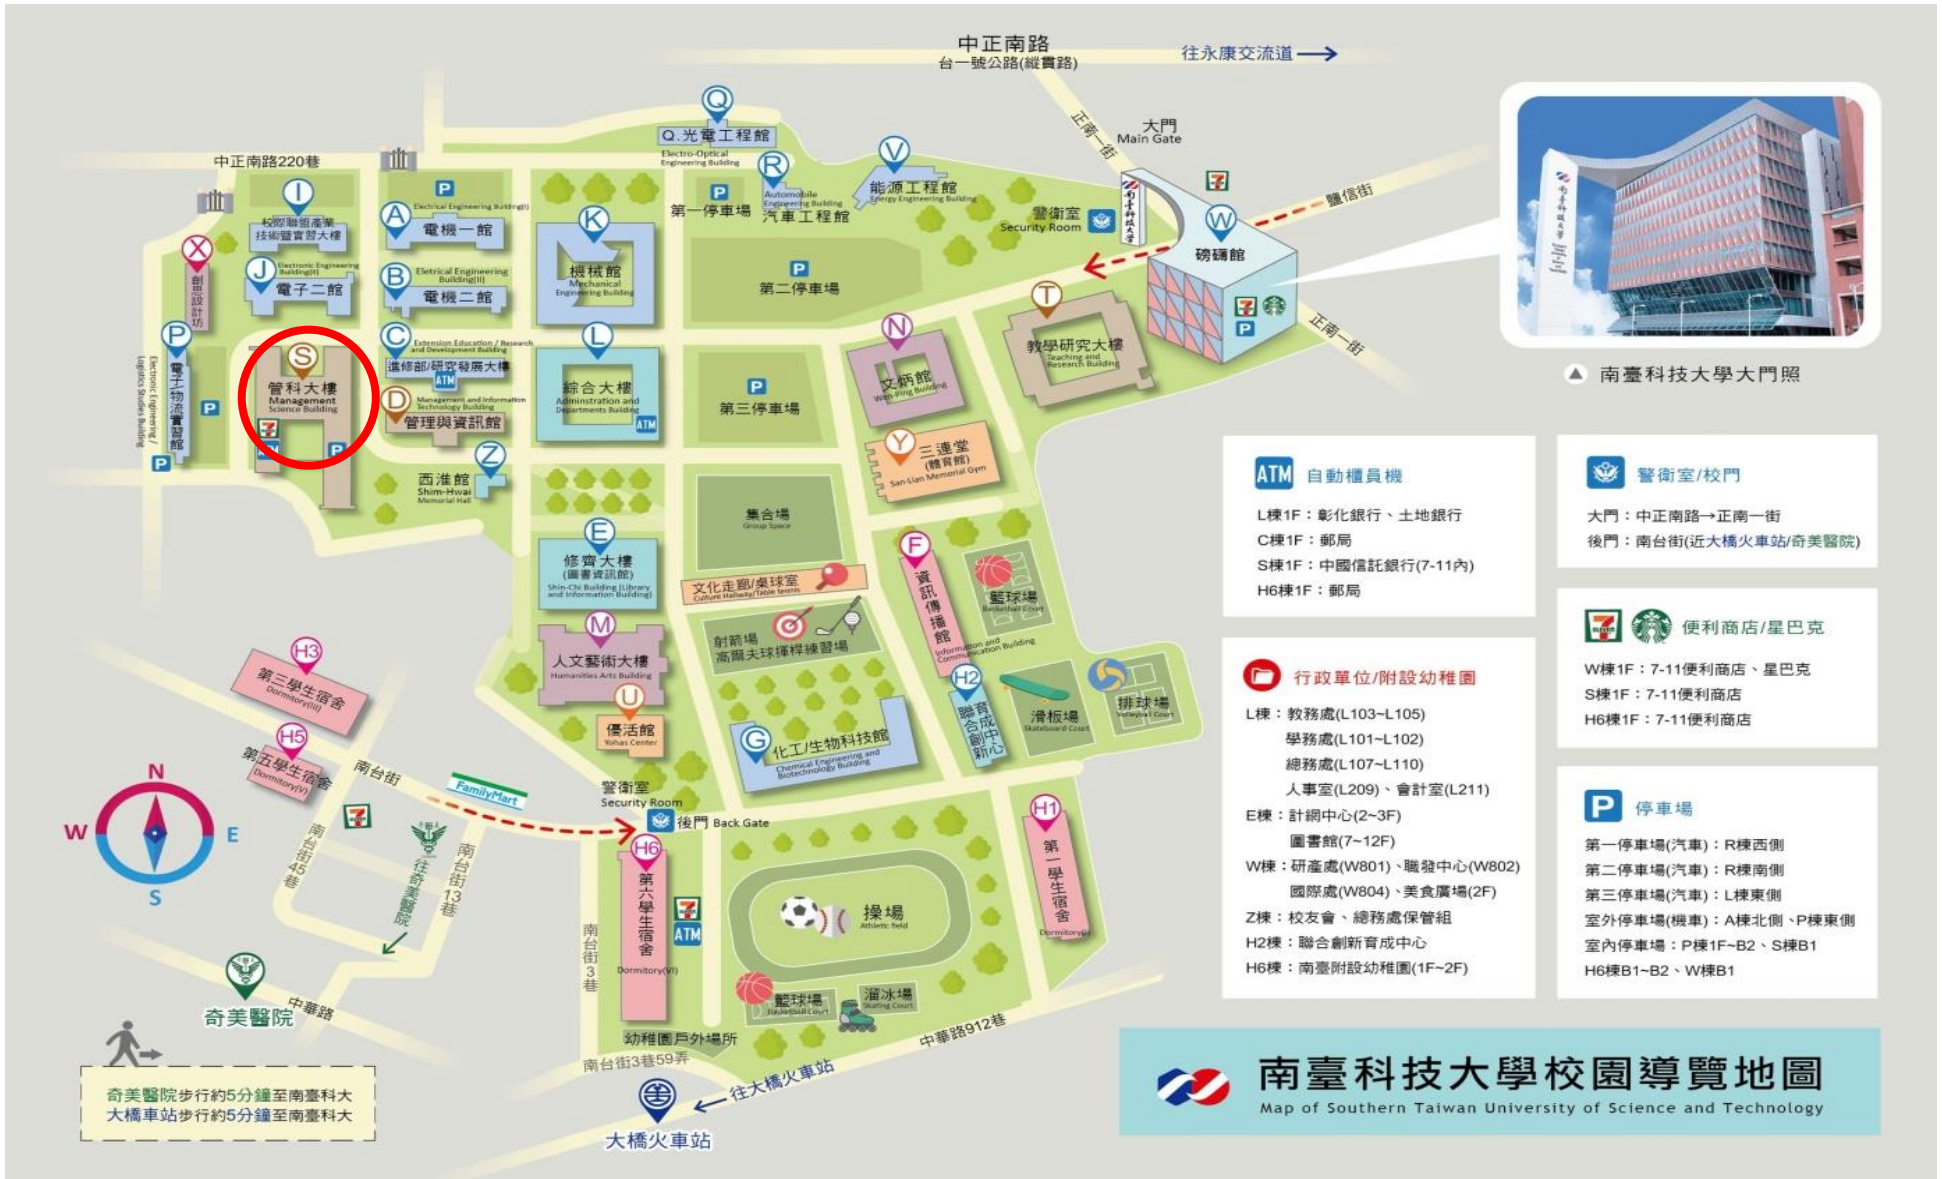 中正南路
台一號公路(縱貫路)
往永康交流道
正南一街
大門
Main Gate
鹽信街
中正南路220巷
Q
Q.光電工程館
Electro-Optical
Engineering Building
R
Automobile
Engineering Building
汽車工程館
V
能源工程館
Energy Engineering Building
P
第一停車場
警衛室
Security Room
南臺科技大學
7
W
磅礡館
7
P
正南一街
I
校際聯盟產業
技術暨實習大樓
P
Electrical Engineering Building(I)
A
電機一館
K
機械館
Mechanical
Engineering Building
P
第二停車場
X
創思設計坊
J
Electronic Engineering
Building(II)
電子二館
B
Eletrical Engineering
Building(II)
電機二館
T
教學研究大樓
Teaching and
Research Building
N
文炳館
Wen-Ping Building
P
電子/物流實習館
Electronic Engineering /
Logistics Studies Building
P
P
S
管科大樓
Management
Science Building
7
ATM
P
C
Extension Education / Research
and Development Building
進修部/研究發展大樓
ATM
D
Management and Information
Technology Building
管理與資訊館
L
綜合大樓
Adminstration and
Departments Building
ATM
P
第三停車場
Y
三連堂
(體育館)
San-Lian Memorial Gym
Z
西淮館
Shim-Hwai
Memorial Hall
集合場
Group Space
E
修齊大樓
(圖書資訊館)
Shin-Chi Building (Library
and Information Building)
文化走廊/桌球室
Culture Hallway/Table tennis
F
資訊傳播館
Information and
Communication Building
籃球場
Basketball Court
射箭場
高爾夫球揮桿練習場
M
人文藝術大樓
Humanities Arts Building
H2
聯合創新
育成中心
滑板場
Skateboard Court
排球場
Volleyball Court
U
優活館
Yohas Center
G
化工/生物科技館
Chemical Engineering and
Biotechnology Building
H3
第三學生宿舍
Dormitory(III)
H5
第五學生宿舍
Dormitory(V)
南台街
FamilyMart
警衛室
Security Room
後門 Back Gate
7
南台街45巷
往奇美醫院
南台街13巷
H6
第六學生宿舍
Dormitory(VI)
7
ATM
H1
第一學生宿舍
Dormitory(I)
操場
Athletic field
南台街3巷
籃球場
Basketball Court
溜冰場
Skating Court
幼稚園戶外場所
南台街3巷59弄
中華路912巷
往大橋火車站
大橋火車站
N
W
E
S
奇美醫院
中華路
奇美醫院步行約5分鐘至南臺科大
大橋車站步行約5分鐘至南臺科大
南臺科技大學
南臺科技大學大門照
ATM 自動櫃員機
L棟1F：彰化銀行、土地銀行
C棟1F：郵局
S棟1F：中國信託銀行(7-11內)
H6棟1F：郵局
警衛室/校門
大門：中正南路→正南一街
後門：南台街(近大橋火車站/奇美醫院)
行政單位/附設幼稚園
L棟：教務處(L103~L105)
學務處(L101~L102)
總務處(L107~L110)
人事室(L209)、會計室(L211)
E棟：計網中心(2~3F)
圖書館(7~12F)
W棟：研產處(W801)、職發中心(W802)
國際處(W804)、美食廣場(2F)
Z棟：校友會、總務處保管組
H2棟：聯合創新育成中心
H6棟：南臺附設幼稚園(1F~2F)
7 便利商店/星巴克
W棟1F：7-11便利商店、星巴克
S棟1F：7-11便利商店
H6棟1F：7-11便利商店
P 停車場
第一停車場(汽車)：R棟西側
第二停車場(汽車)：R棟南側
第三停車場(汽車)：L棟東側
室外停車場(機車)：A棟北側、P棟東側
室內停車場：P棟1F~B2、S棟B1
H6棟B1~B2、W棟B1
南臺科技大學校園導覽地圖
Map of Southern Taiwan University of Science and Technology